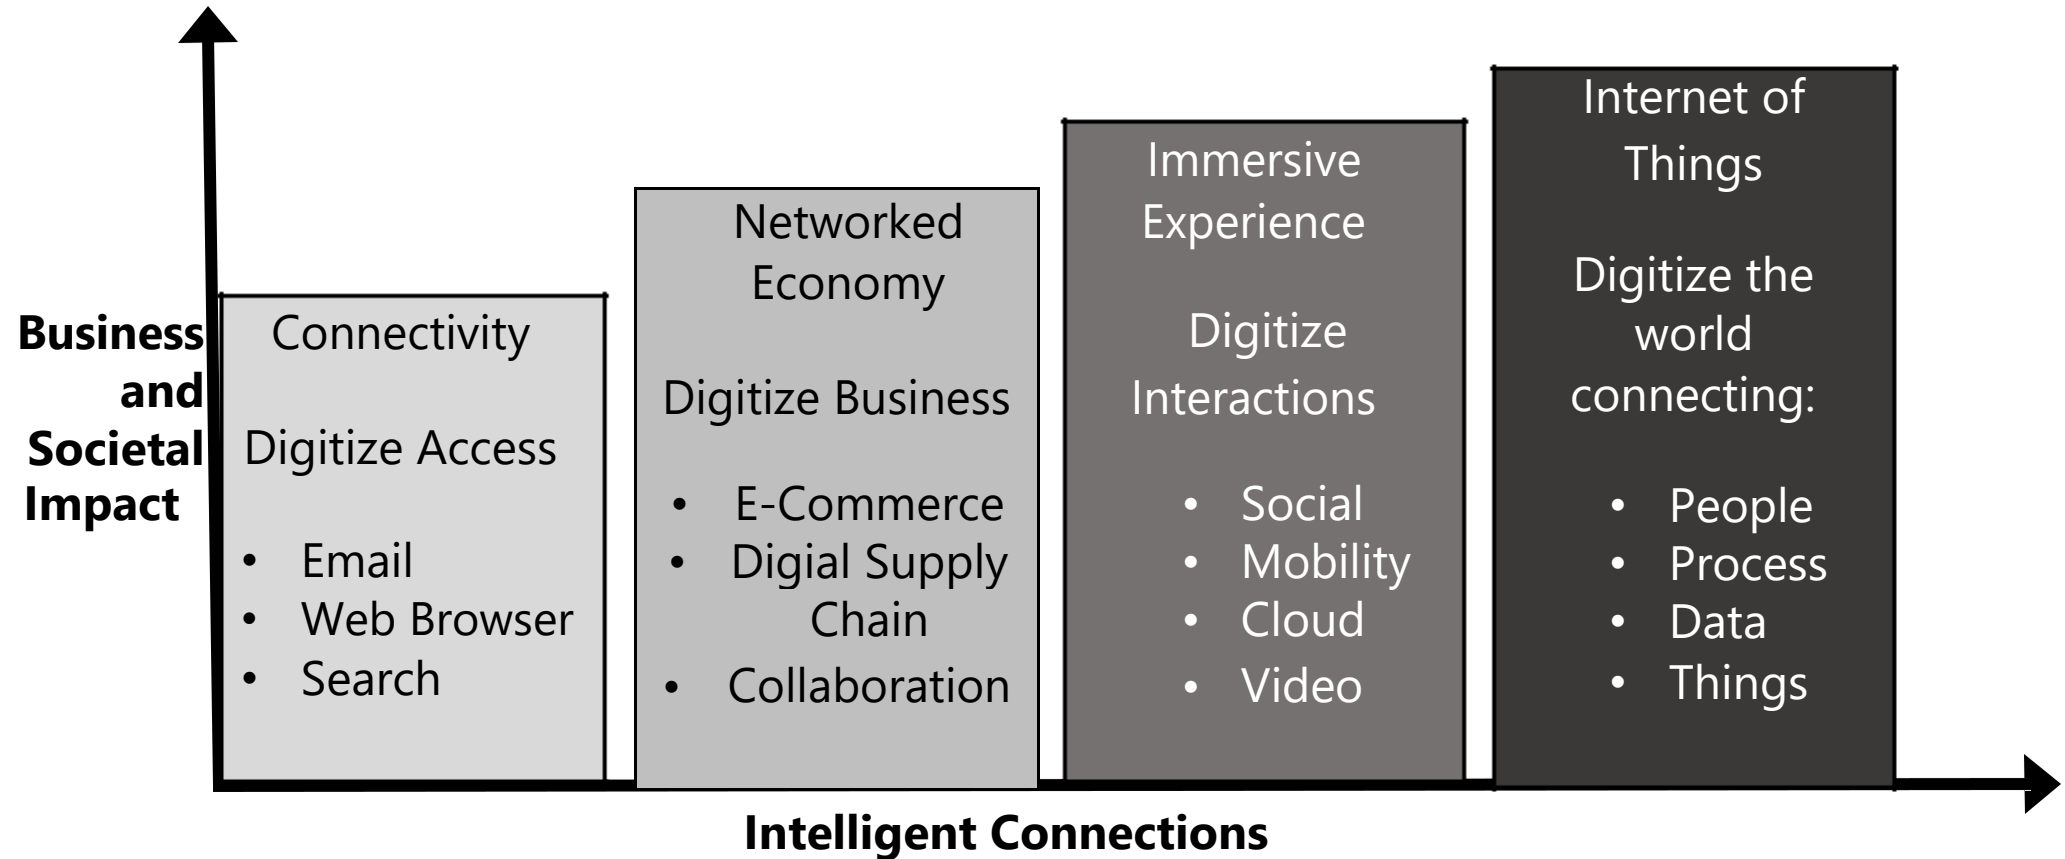 Business
and
Societal
Impact
Connectivity
Digitize Access
• Email
• Web Browser
• Search
Networked
Economy
Digitize Business
• E-Commerce
• Digial Supply
Chain
• Collaboration
Immersive
Experience
Digitize
Interactions
• Social
• Mobility
• Cloud
• Video
Internet of
Things
Digitize the
world
connecting:
• People
• Process
• Data
• Things
Intelligent Connections